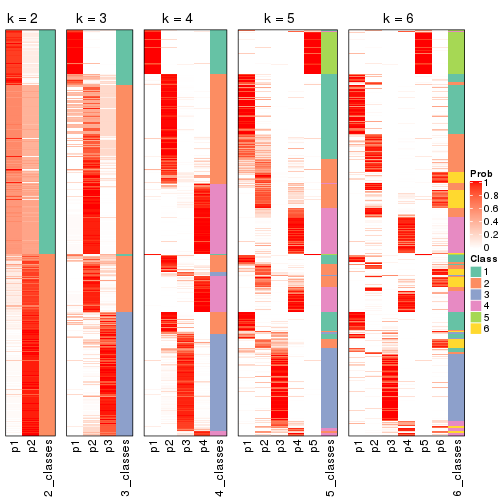 k = 2
k = 3
k = 4
k = 5
k = 6
Prob
1
0.8
0.6
0.4
0.2
0
Class
1
2
3
4
5
6
p1
p2
2_classes
p1
p2
p3
3_classes
p1
p2
p3
p4
4_classes
p1
p2
p3
p4
p5
5_classes
p1
p2
p3
p4
p5
p6
6_classes